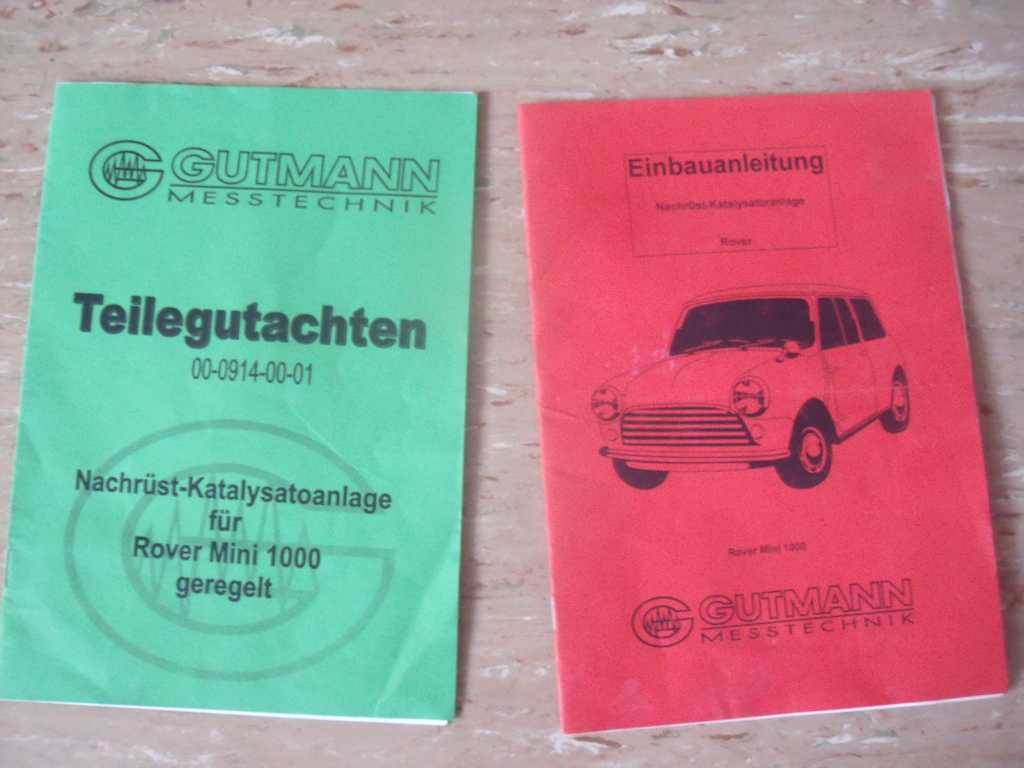 GUTMANN
MESSTECHNIK
Teilegutachten
00-0914-00-01
Nachrüst-Katalysatoanlage
für
Rover Mini 1000
geregelt
Einbauanleitung
Nachrüst-Katalysatoranlage
Rover
Rover Mini 1000
GUTMANN
MESSTECHNIK